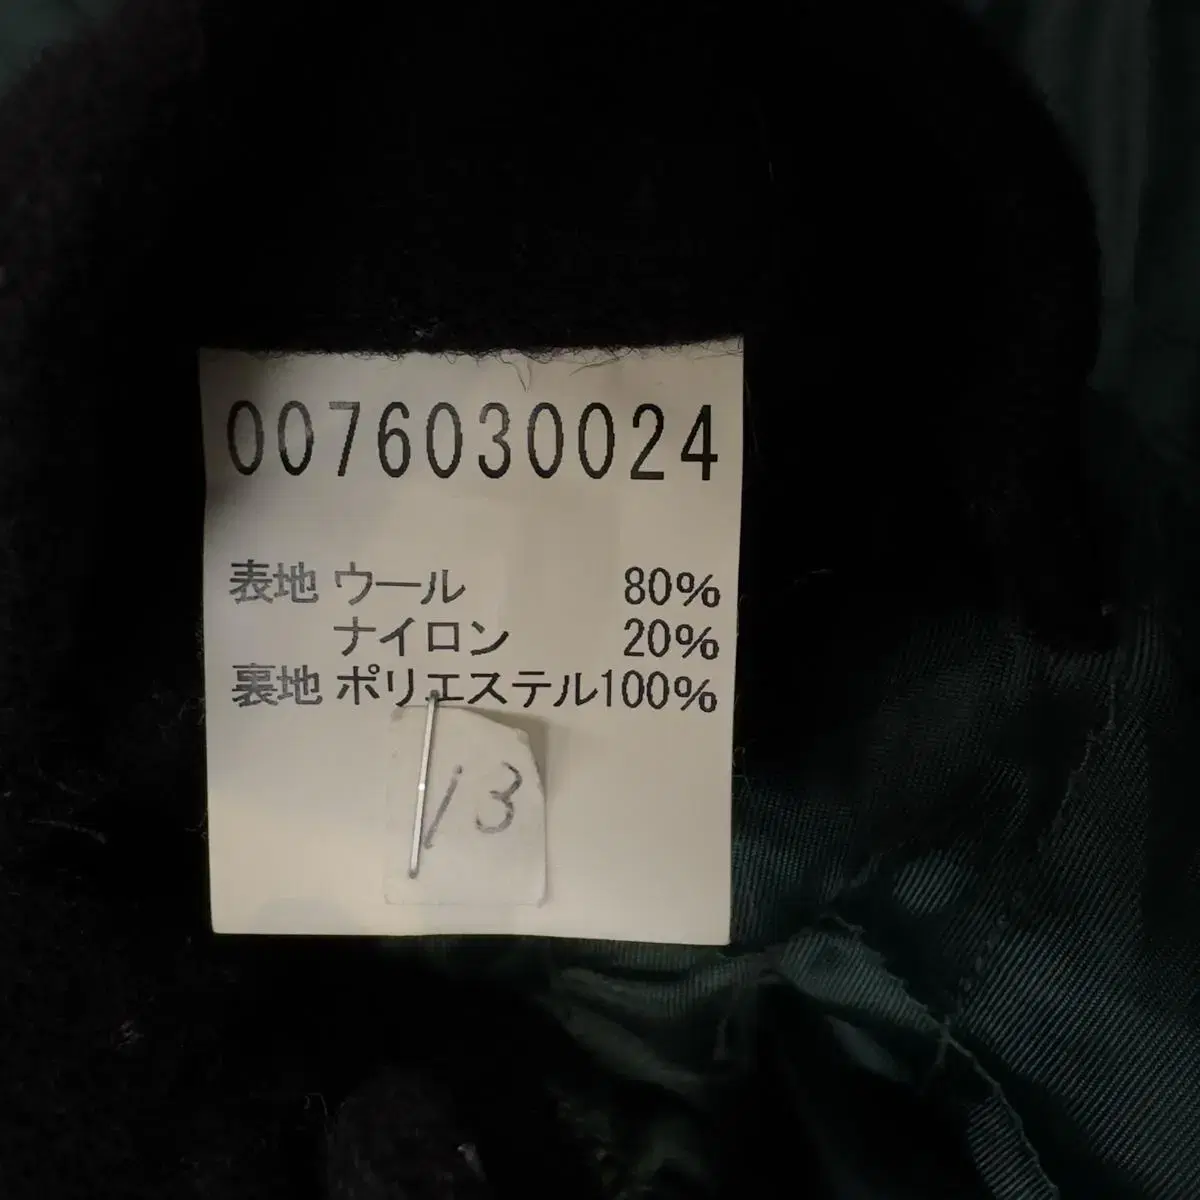 0076030024
表地 ウール 80%
ナイロン 20%
裏地 ポリエステル100%
13